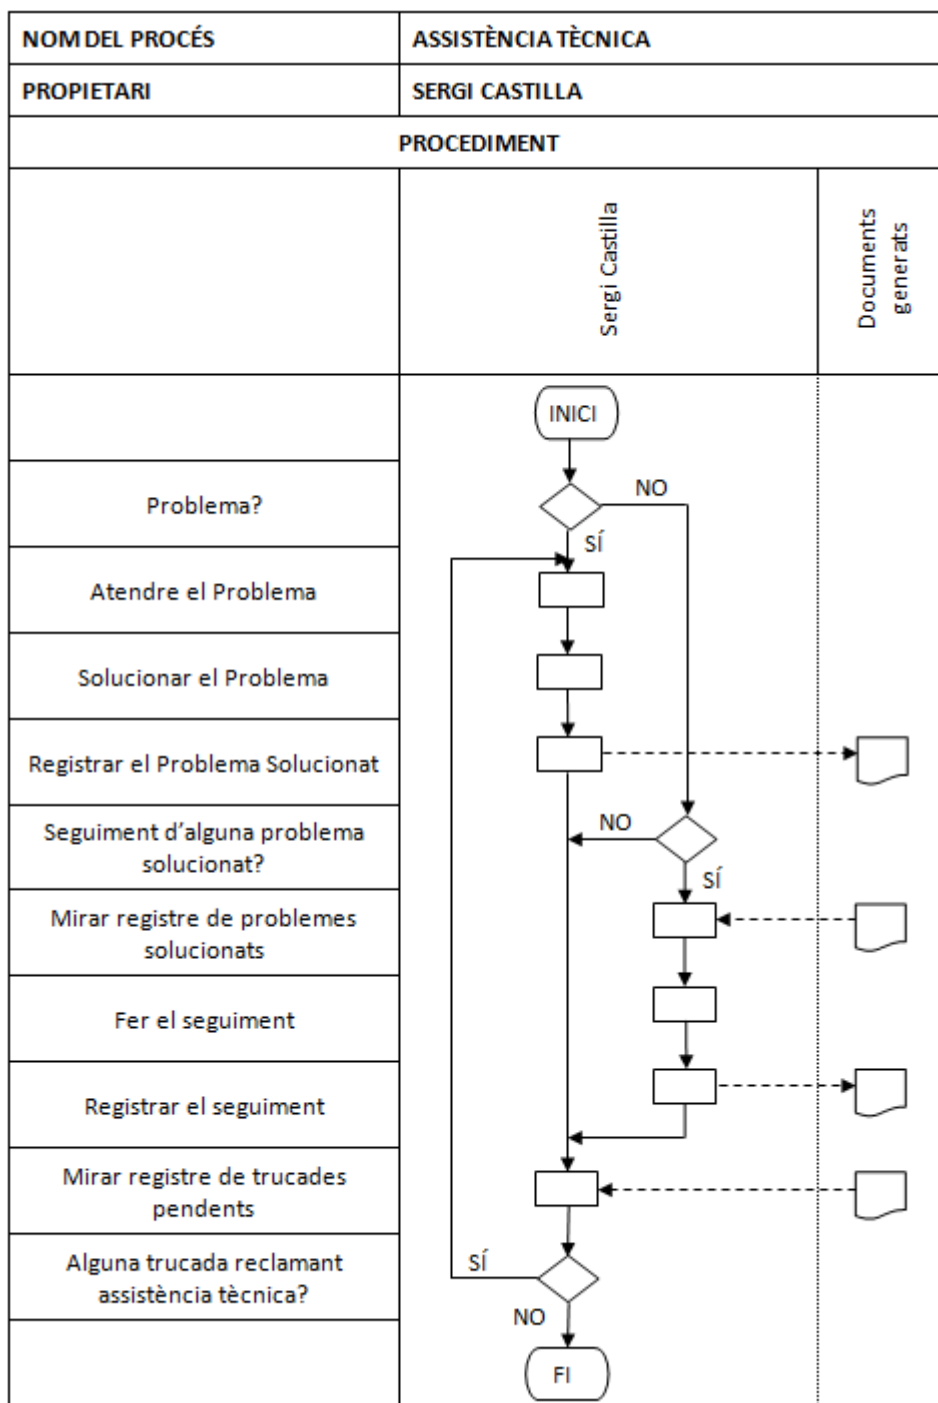 NOM DEL PROCÉS
ASSISTÈNCIA TÈCNICA
PROPIETARI
SERGI CASTILLA
PROCEDIMENT
Sergi Castilla
Documents
generats
INICI
Problema?
NO
SÍ
Atendre el Problema
Solucionar el Problema
Registrar el Problema Solucionat
Seguiment d'alguna problema
solucionat?
NO
SÍ
Mirar registre de problemes
solucionats
Fer el seguiment
Registrar el seguiment
Mirar registre de trucades
pendents
Alguna trucada reclamant
assistència tècnica?
SÍ
NO
FI